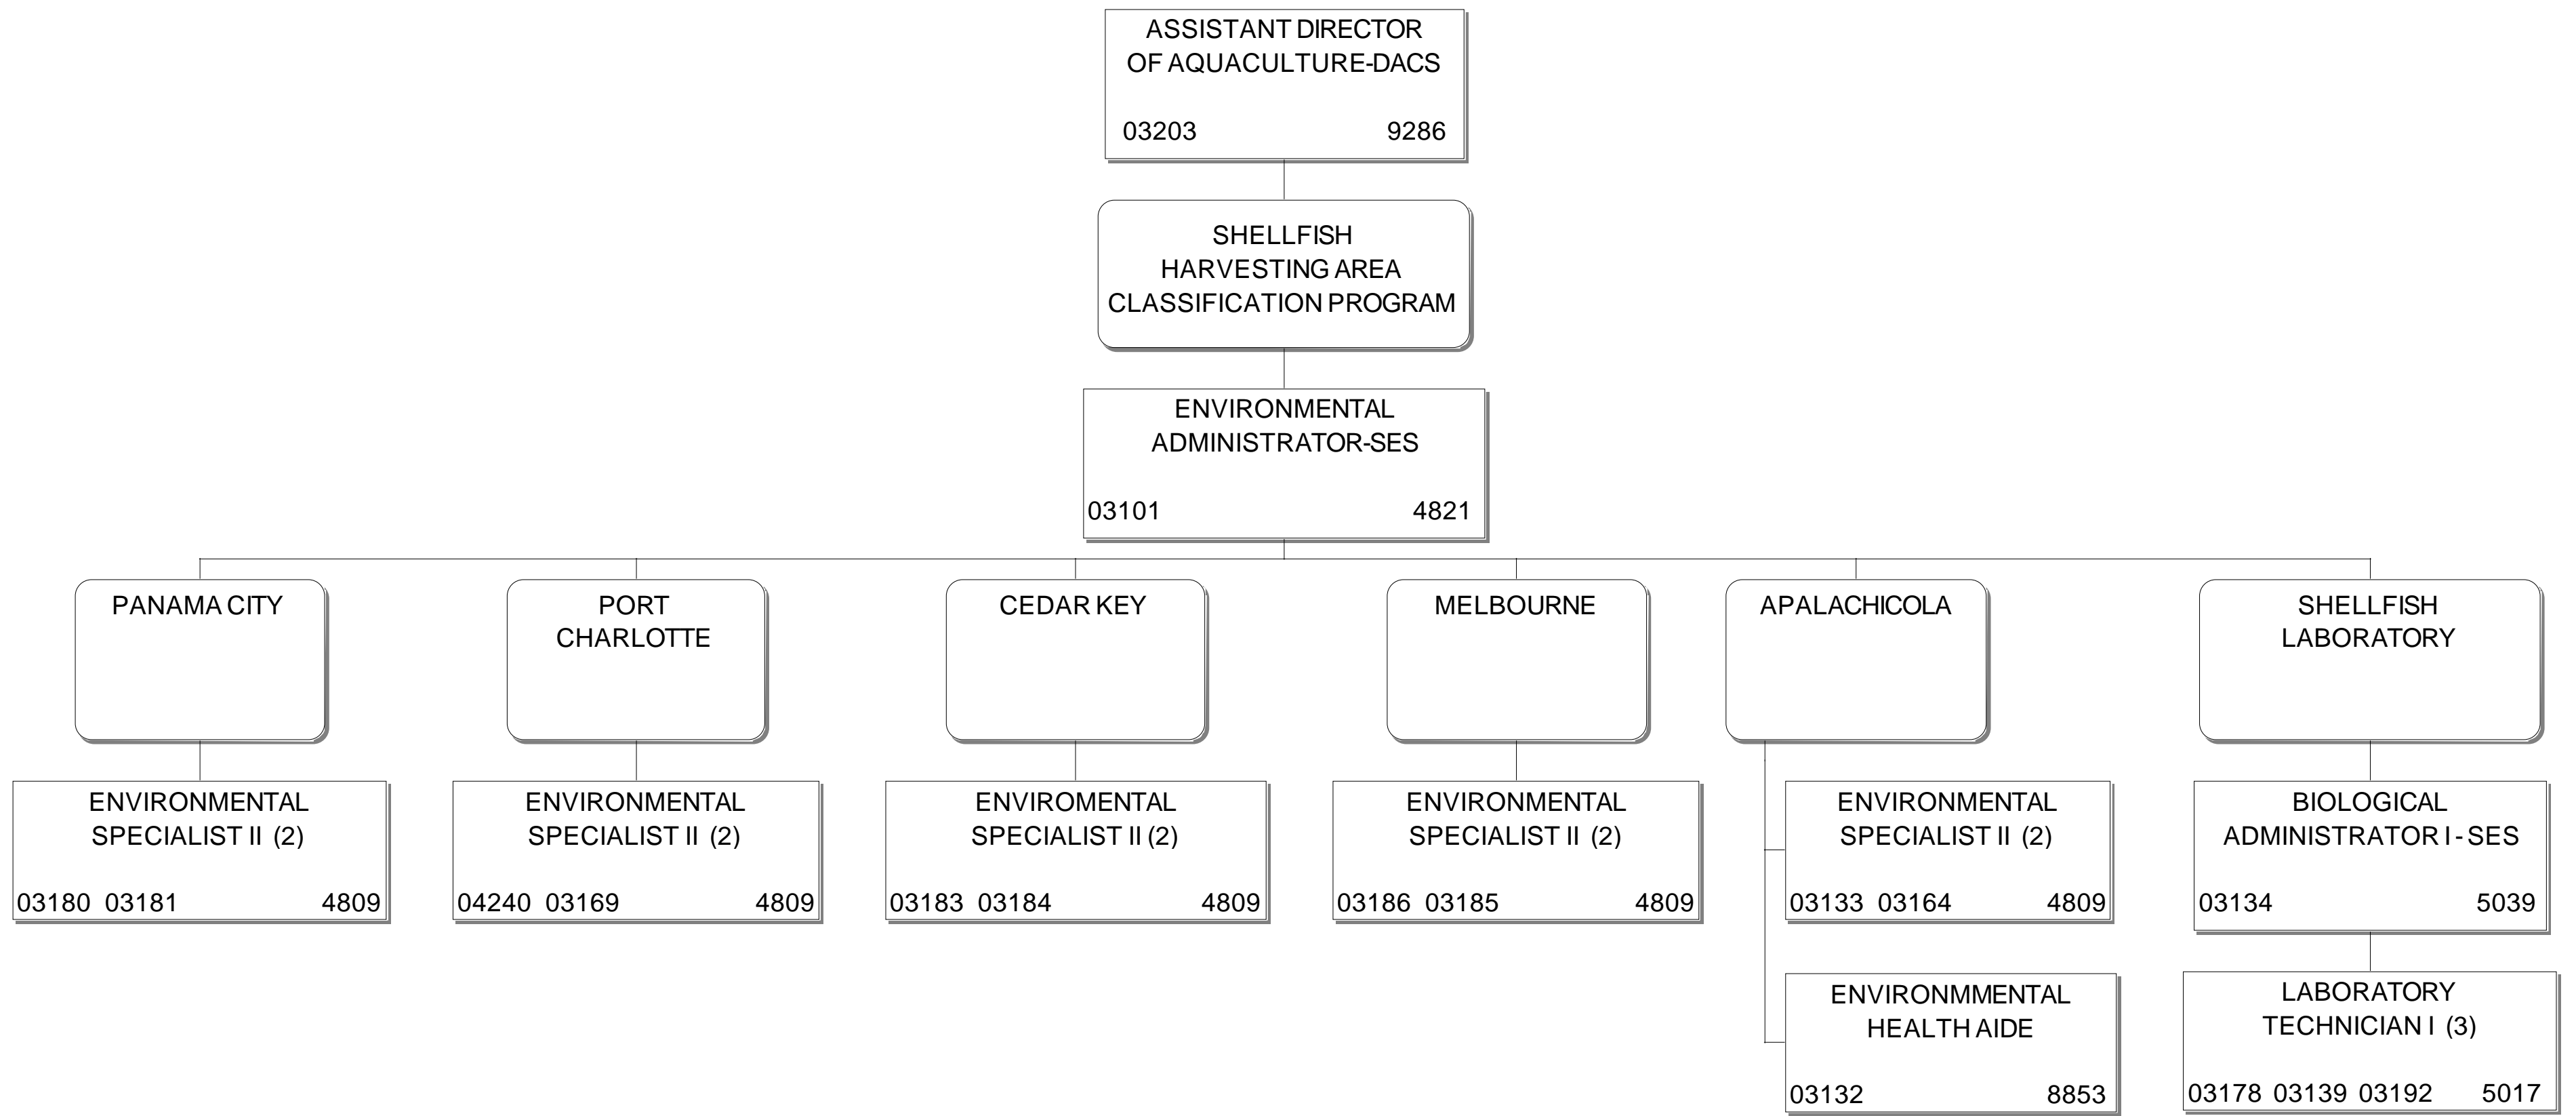 ASSISTANT DIRECTOR
OF AQUACULTURE-DACS
03203 9286
SHELLFISH
HARVESTING AREA
CLASSIFICATION PROGRAM
ENVIRONMENTAL
ADMINISTRATOR-SES
03101 4821
PANAMA CITY
PORT
CHARLOTTE
CEDAR KEY
MELBOURNE
APALACHICOLA
SHELLFISH
LABORATORY
ENVIRONMENTAL
SPECIALIST II (2)
03180 03181 4809
ENVIRONMENTAL
SPECIALIST II (2)
04240 03169 4809
ENVIROMENTAL
SPECIALIST II (2)
03183 03184 4809
ENVIRONMENTAL
SPECIALIST II (2)
03186 03185 4809
ENVIRONMENTAL
SPECIALIST II (2)
03133 03164 4809
ENVIRONMMENTAL
HEALTH AIDE
03132 8853
BIOLOGICAL
ADMINISTRATOR I - SES
03134 5039
LABORATORY
TECHNICIAN I (3)
03178 03139 03192 5017